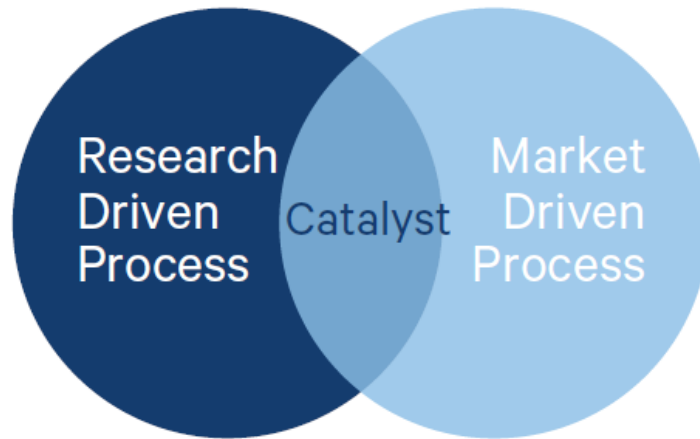 Research
Driven
Process
Catalyst
Market
Driven
Process